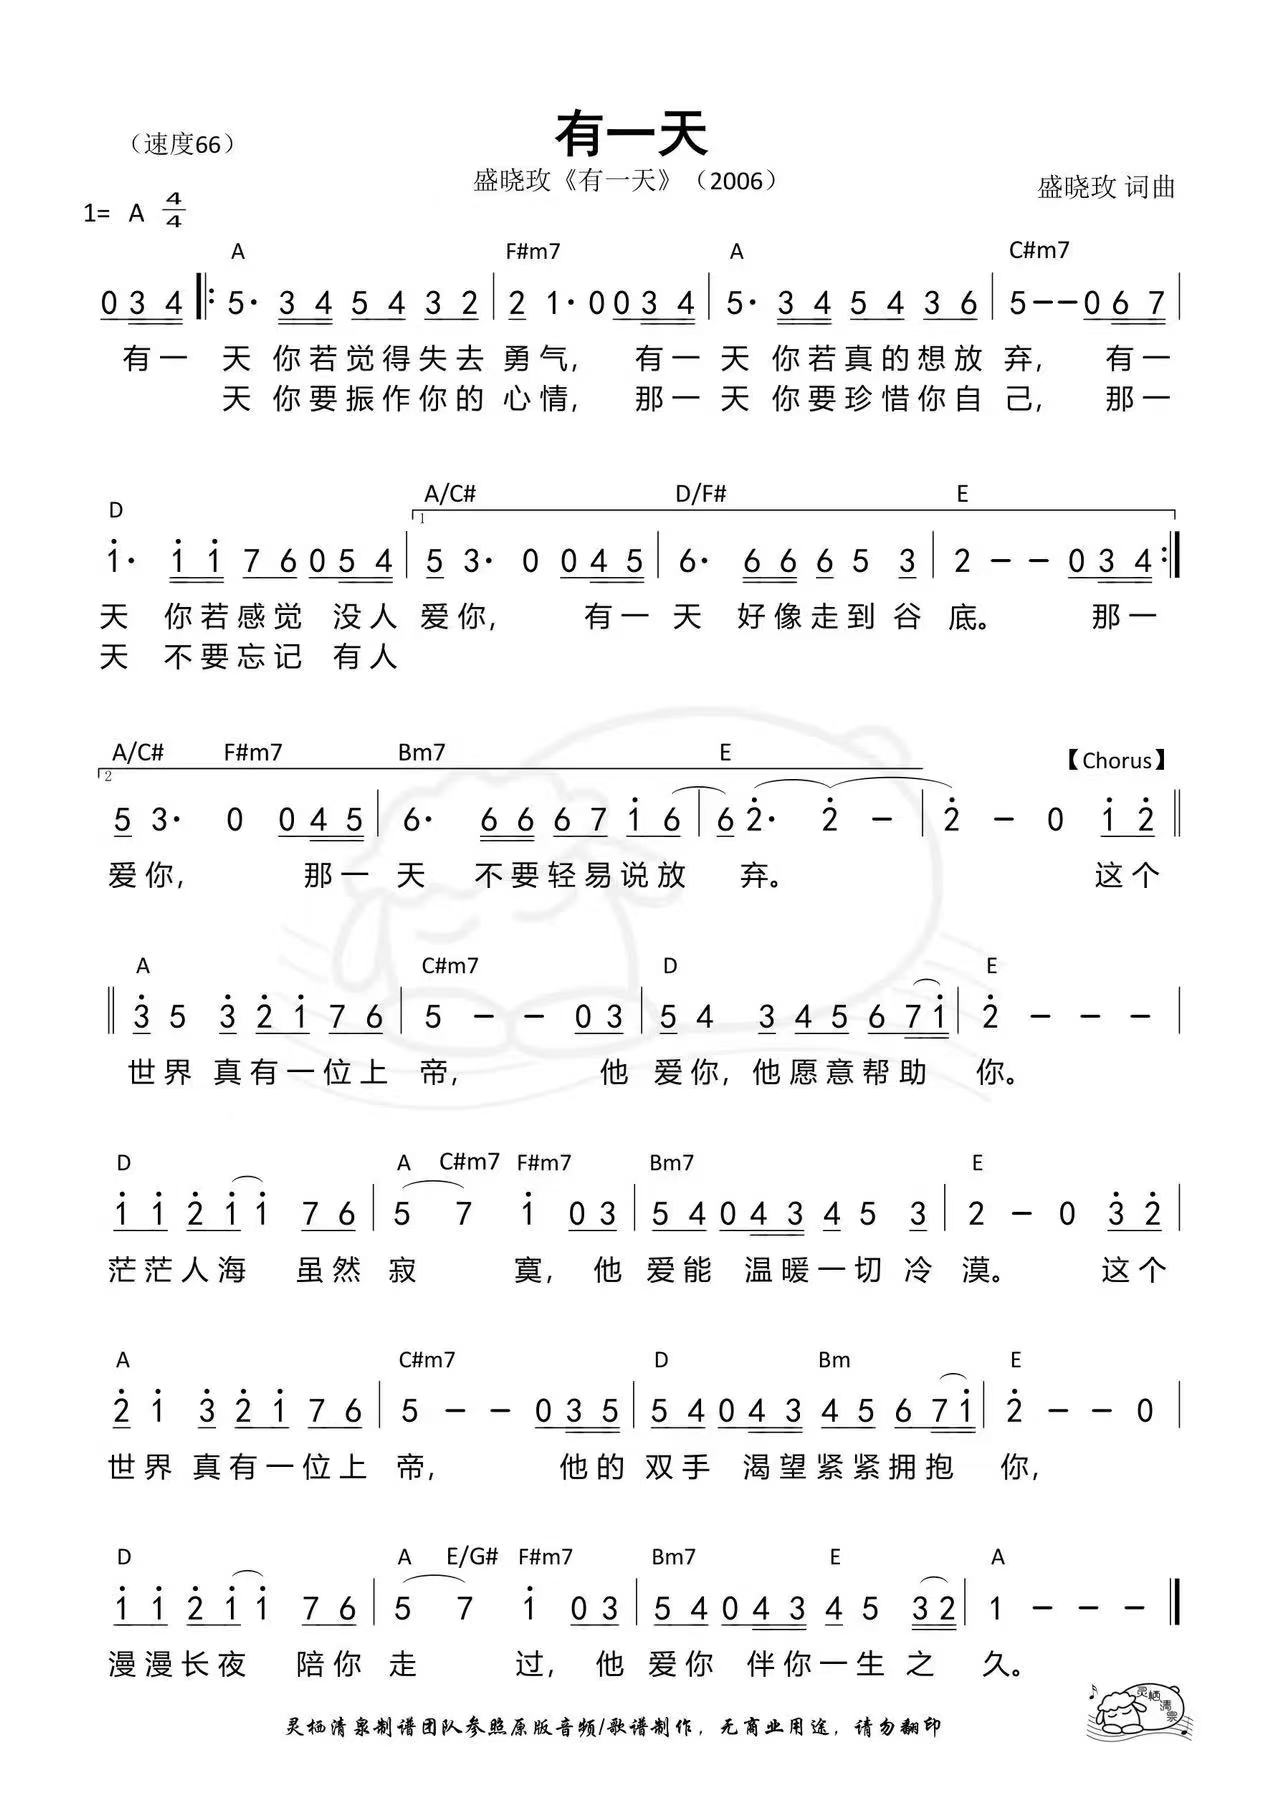 有一天
（速度66）
盛晓玫《有一天》（2006）
盛晓玫 词曲
1= A 4/4
A F#m7 A C#m7
0 3 4 5· 3 4 5 4 3 2 2 1· 0 0 3 4 5· 3 4 5 4 3 6 5 – – 0 6 7
有一 天 你若觉得失去 勇气， 有一 天 你若真的想放 弃， 有一
天 你要振作你的 心情， 那一 天 你要珍惜你自 己， 那一
D A/C# D/F# E
1
1· 1 1 7 6 0 5 4 5 3· 0 0 4 5 6· 6 6 6 5 3 2 – – 0 3 4
天 你若感觉 没人 爱你， 有一 天 好像走到 谷 底。 那一
天 不要忘记 有人
A/C# F#m7 Bm7 E 【Chorus】
2
5 3· 0 0 4 5 6· 6 6 6 7 1 6 6 2· 2 – 2 – 0 1 2
爱你， 那一 天 不要轻易说放 弃。 这个
A C#m7 D E
3 5 3 2 1 7 6 5 – – 0 3 5 4 3 4 5 6 7 1 2 – – –
世界 真有一位上 帝， 他 爱你，他愿意帮助 你。
D A C#m7 F#m7 Bm7 E
1 1 2 1 1 7 6 5 7 1 0 3 5 4 0 4 3 4 5 3 2 – 0 3 2
茫茫人海 虽然 寂 寞， 他 爱能 温暖一切 冷 漠。 这个
A C#m7 D Bm E
2 1 3 2 1 7 6 5 – – 0 3 5 5 4 0 4 3 4 5 6 7 1 2 – – 0
世界 真有一位上 帝， 他的 双手 渴望紧紧拥抱 你，
D A E/G# F#m7 Bm7 E A
1 1 2 1 1 7 6 5 7 1 0 3 5 4 0 4 3 4 5 3 2 1 – – –
漫漫长夜 陪你 走 过， 他 爱你 伴你一生 之 久。
灵栖清泉制谱团队参照原版音频/歌谱制作，无商业用途，请勿翻印
灵栖清泉